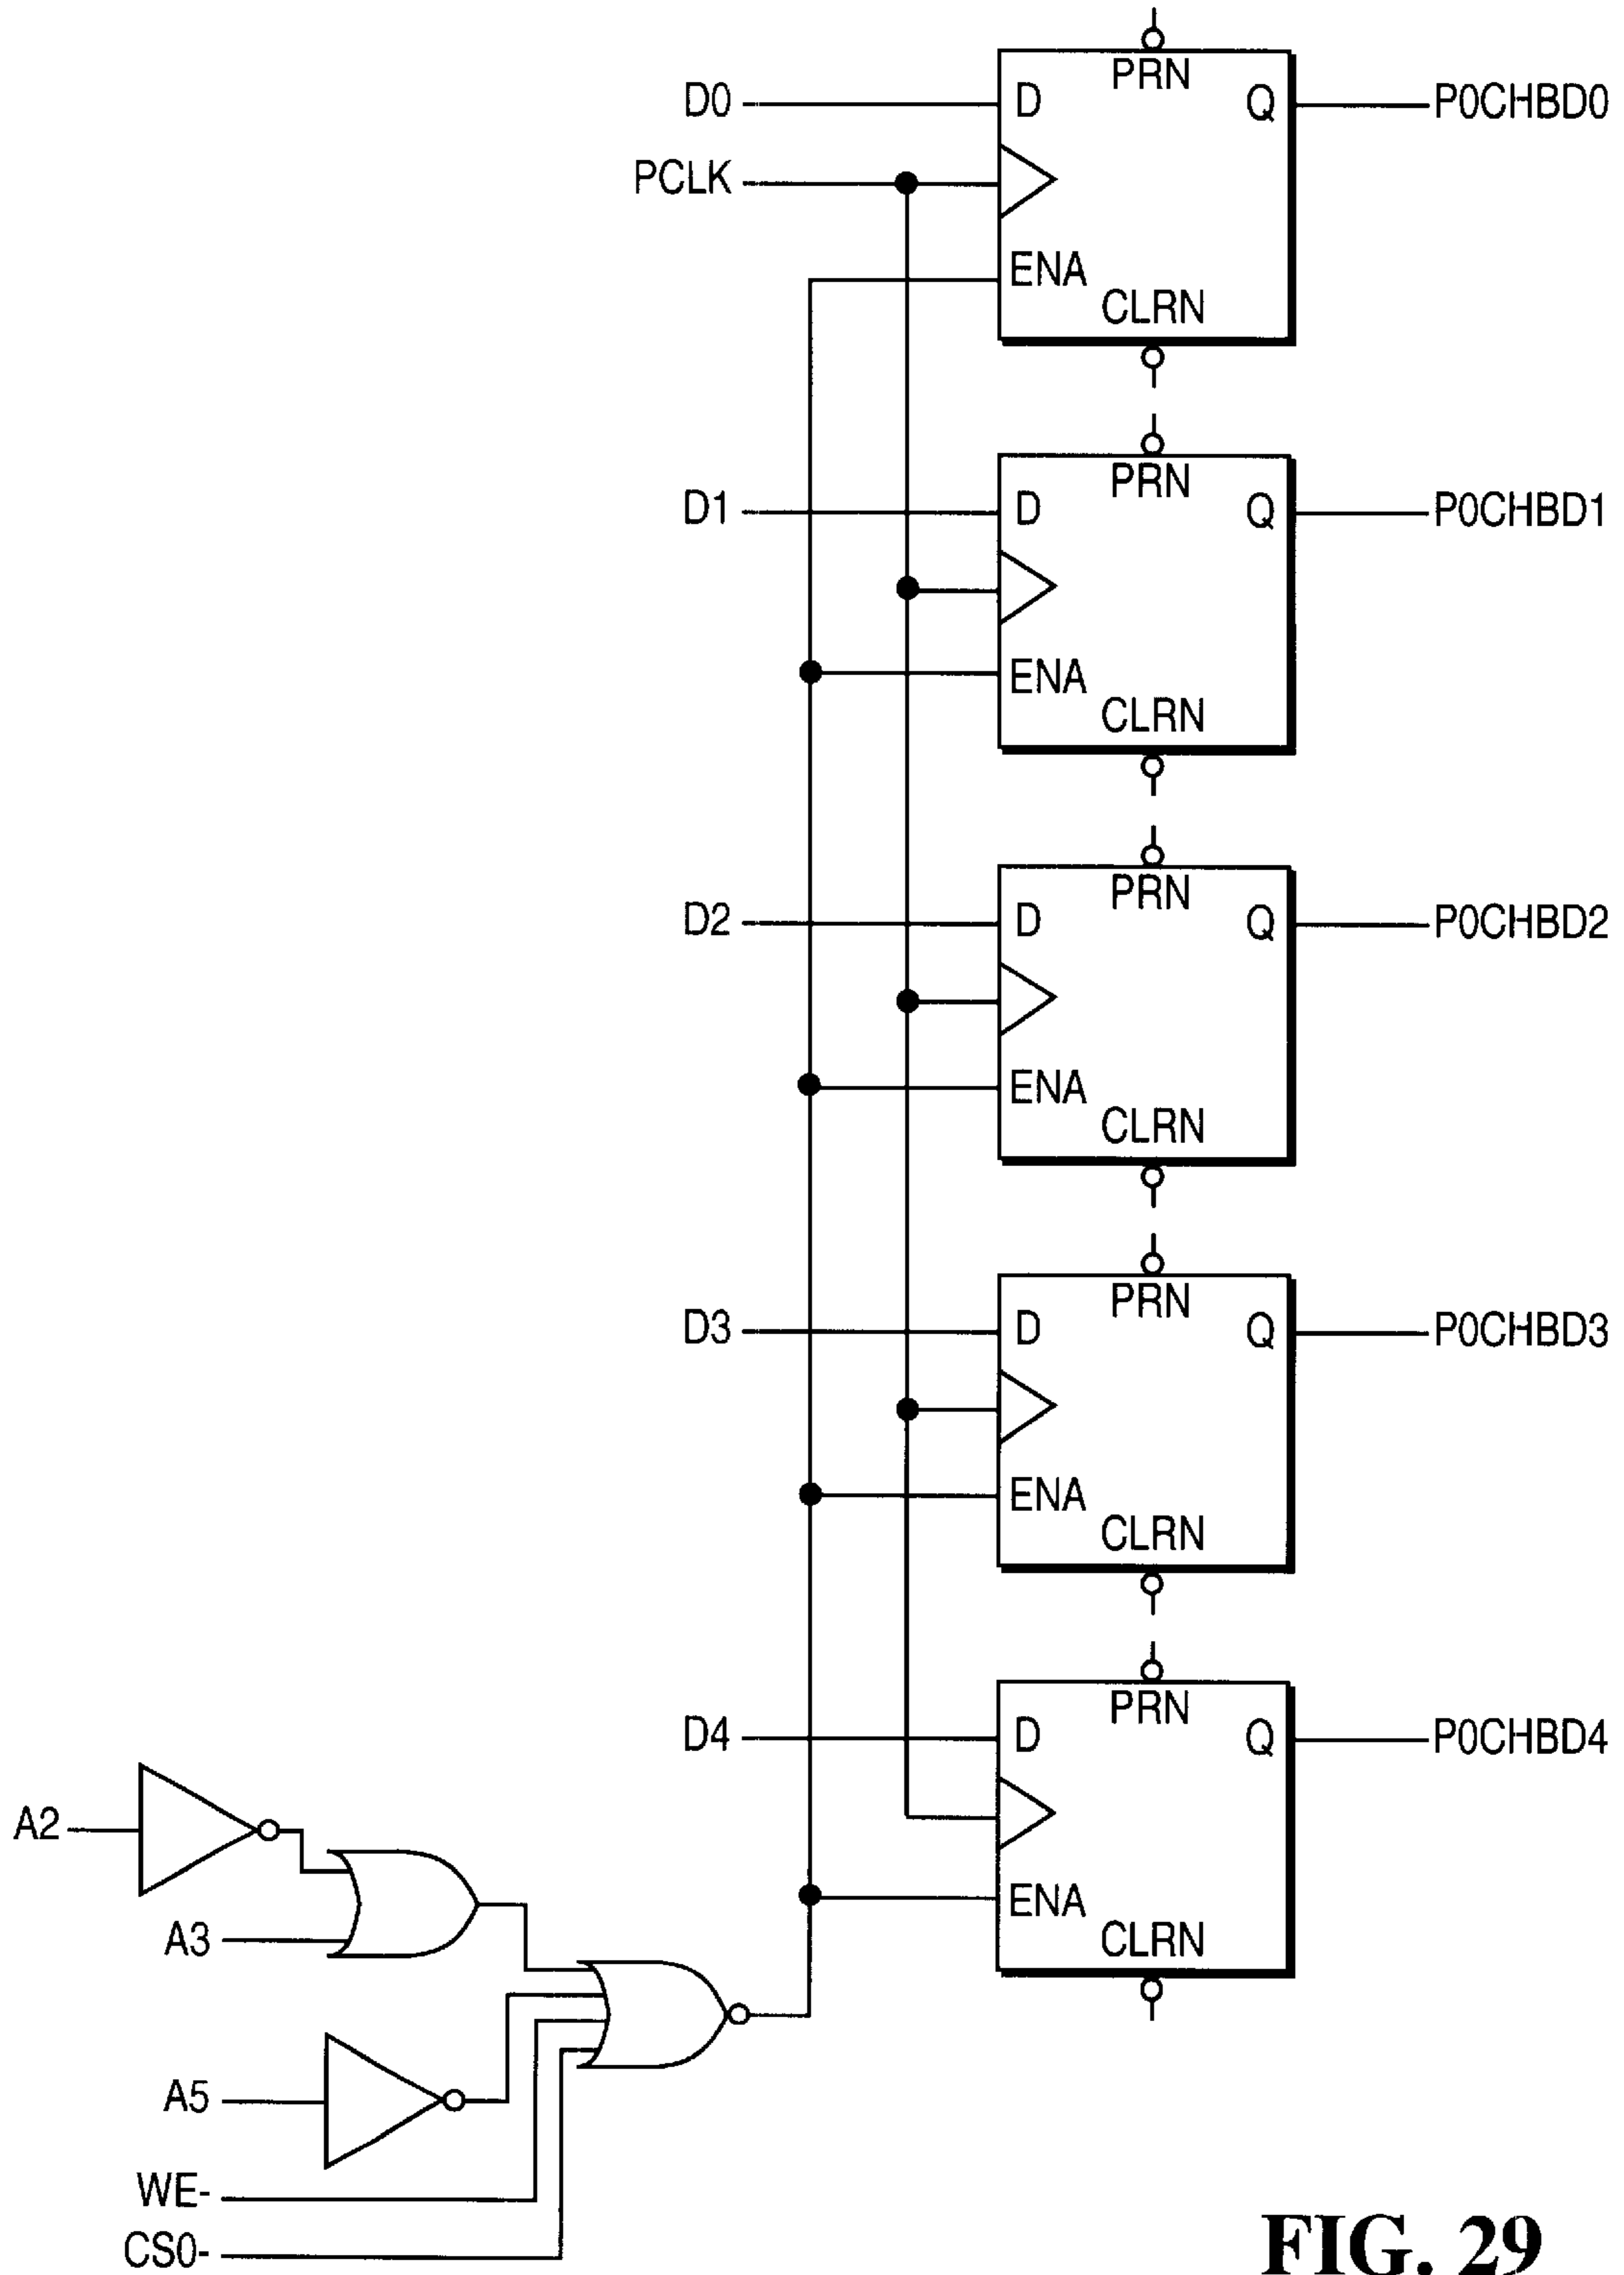 PRN
D0 D Q P0CHBD0
PCLK
ENA
CLRN
PRN
D1 D Q P0CHBD1
ENA
CLRN
PRN
D2 D Q P0CHBD2
ENA
CLRN
PRN
D3 D Q P0CHBD3
ENA
CLRN
PRN
D4 D Q P0CHBD4
A2
ENA
A3
CLRN
A5
WE-
CS0-
FIG. 29